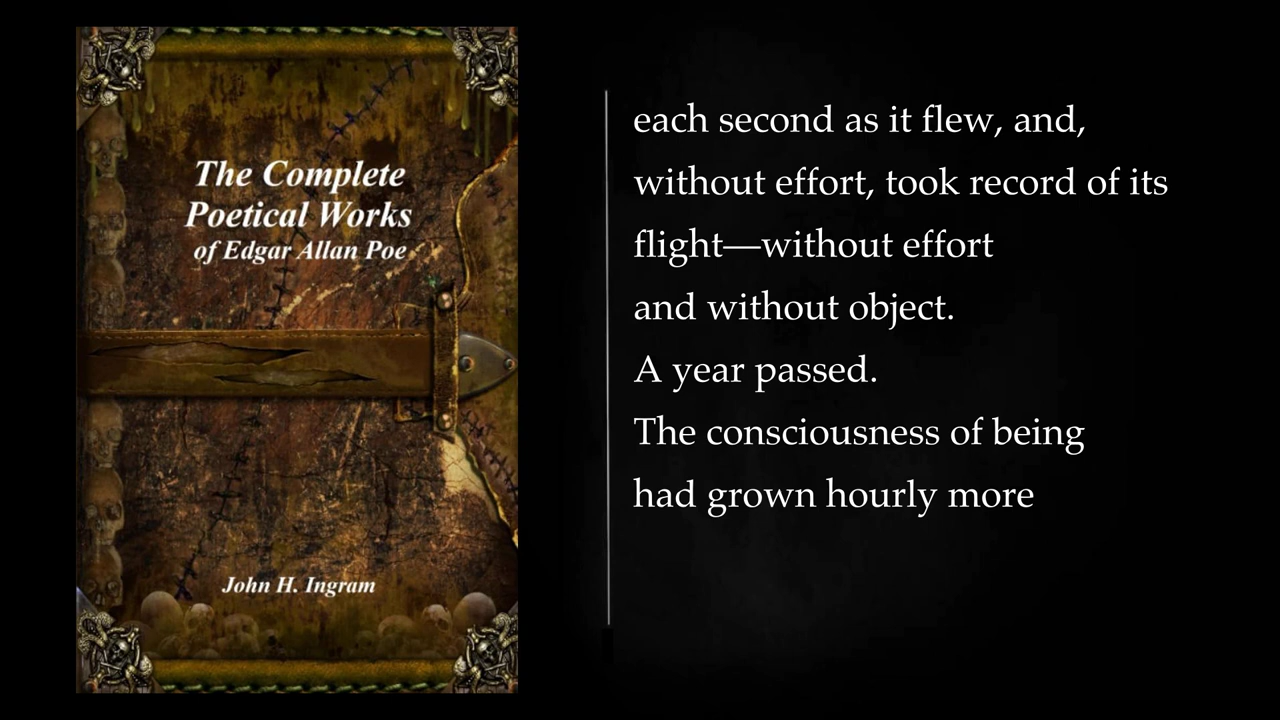 The Complete
Poetical Works
of Edgar Allan Poe
John H. Ingram
each second as it flew, and,
without effort, took record of its
flight—without effort
and without object.
A year passed.
The consciousness of being
had grown hourly more